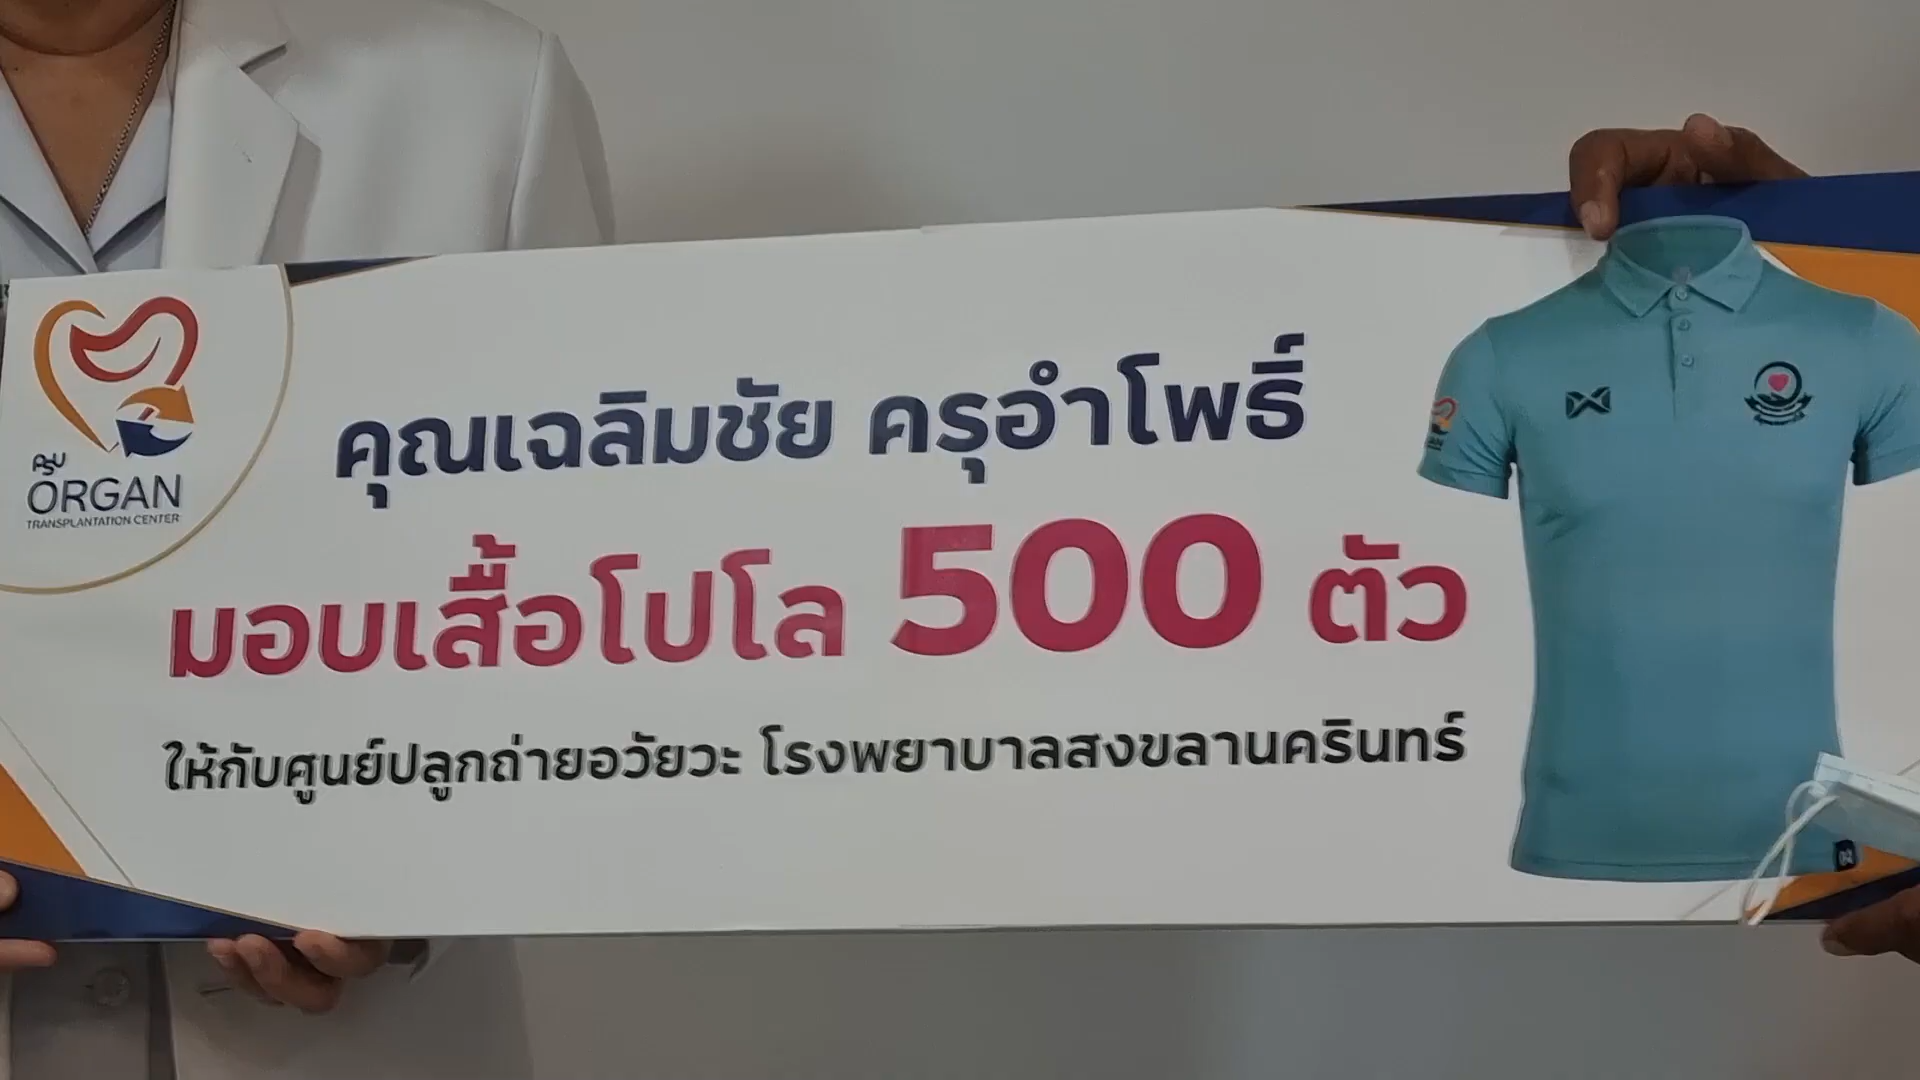 PSU
ORGAN
TRANSPLANTATION CENTER
คุณเฉลิมชัย ครุอำโพธิ์
มอบเสื้อโปโล 500 ตัว
ให้กับศูนย์ปลูกถ่ายอวัยวะ โรงพยาบาลสงขลานครินทร์